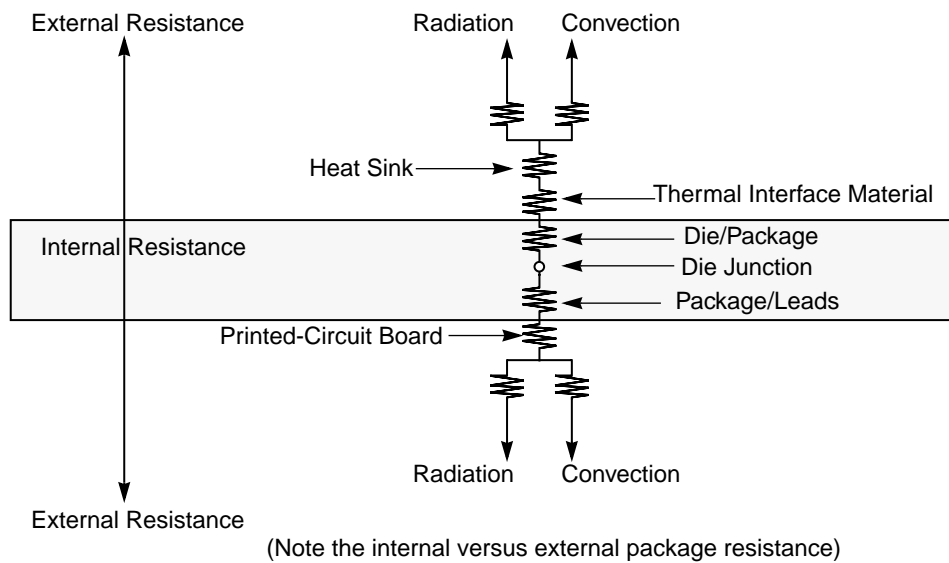 External Resistance
Radiation
Convection
Heat Sink
Thermal Interface Material
Internal Resistance
Die/Package
Die Junction
Package/Leads
Printed-Circuit Board
Radiation
Convection
External Resistance
(Note the internal versus external package resistance)